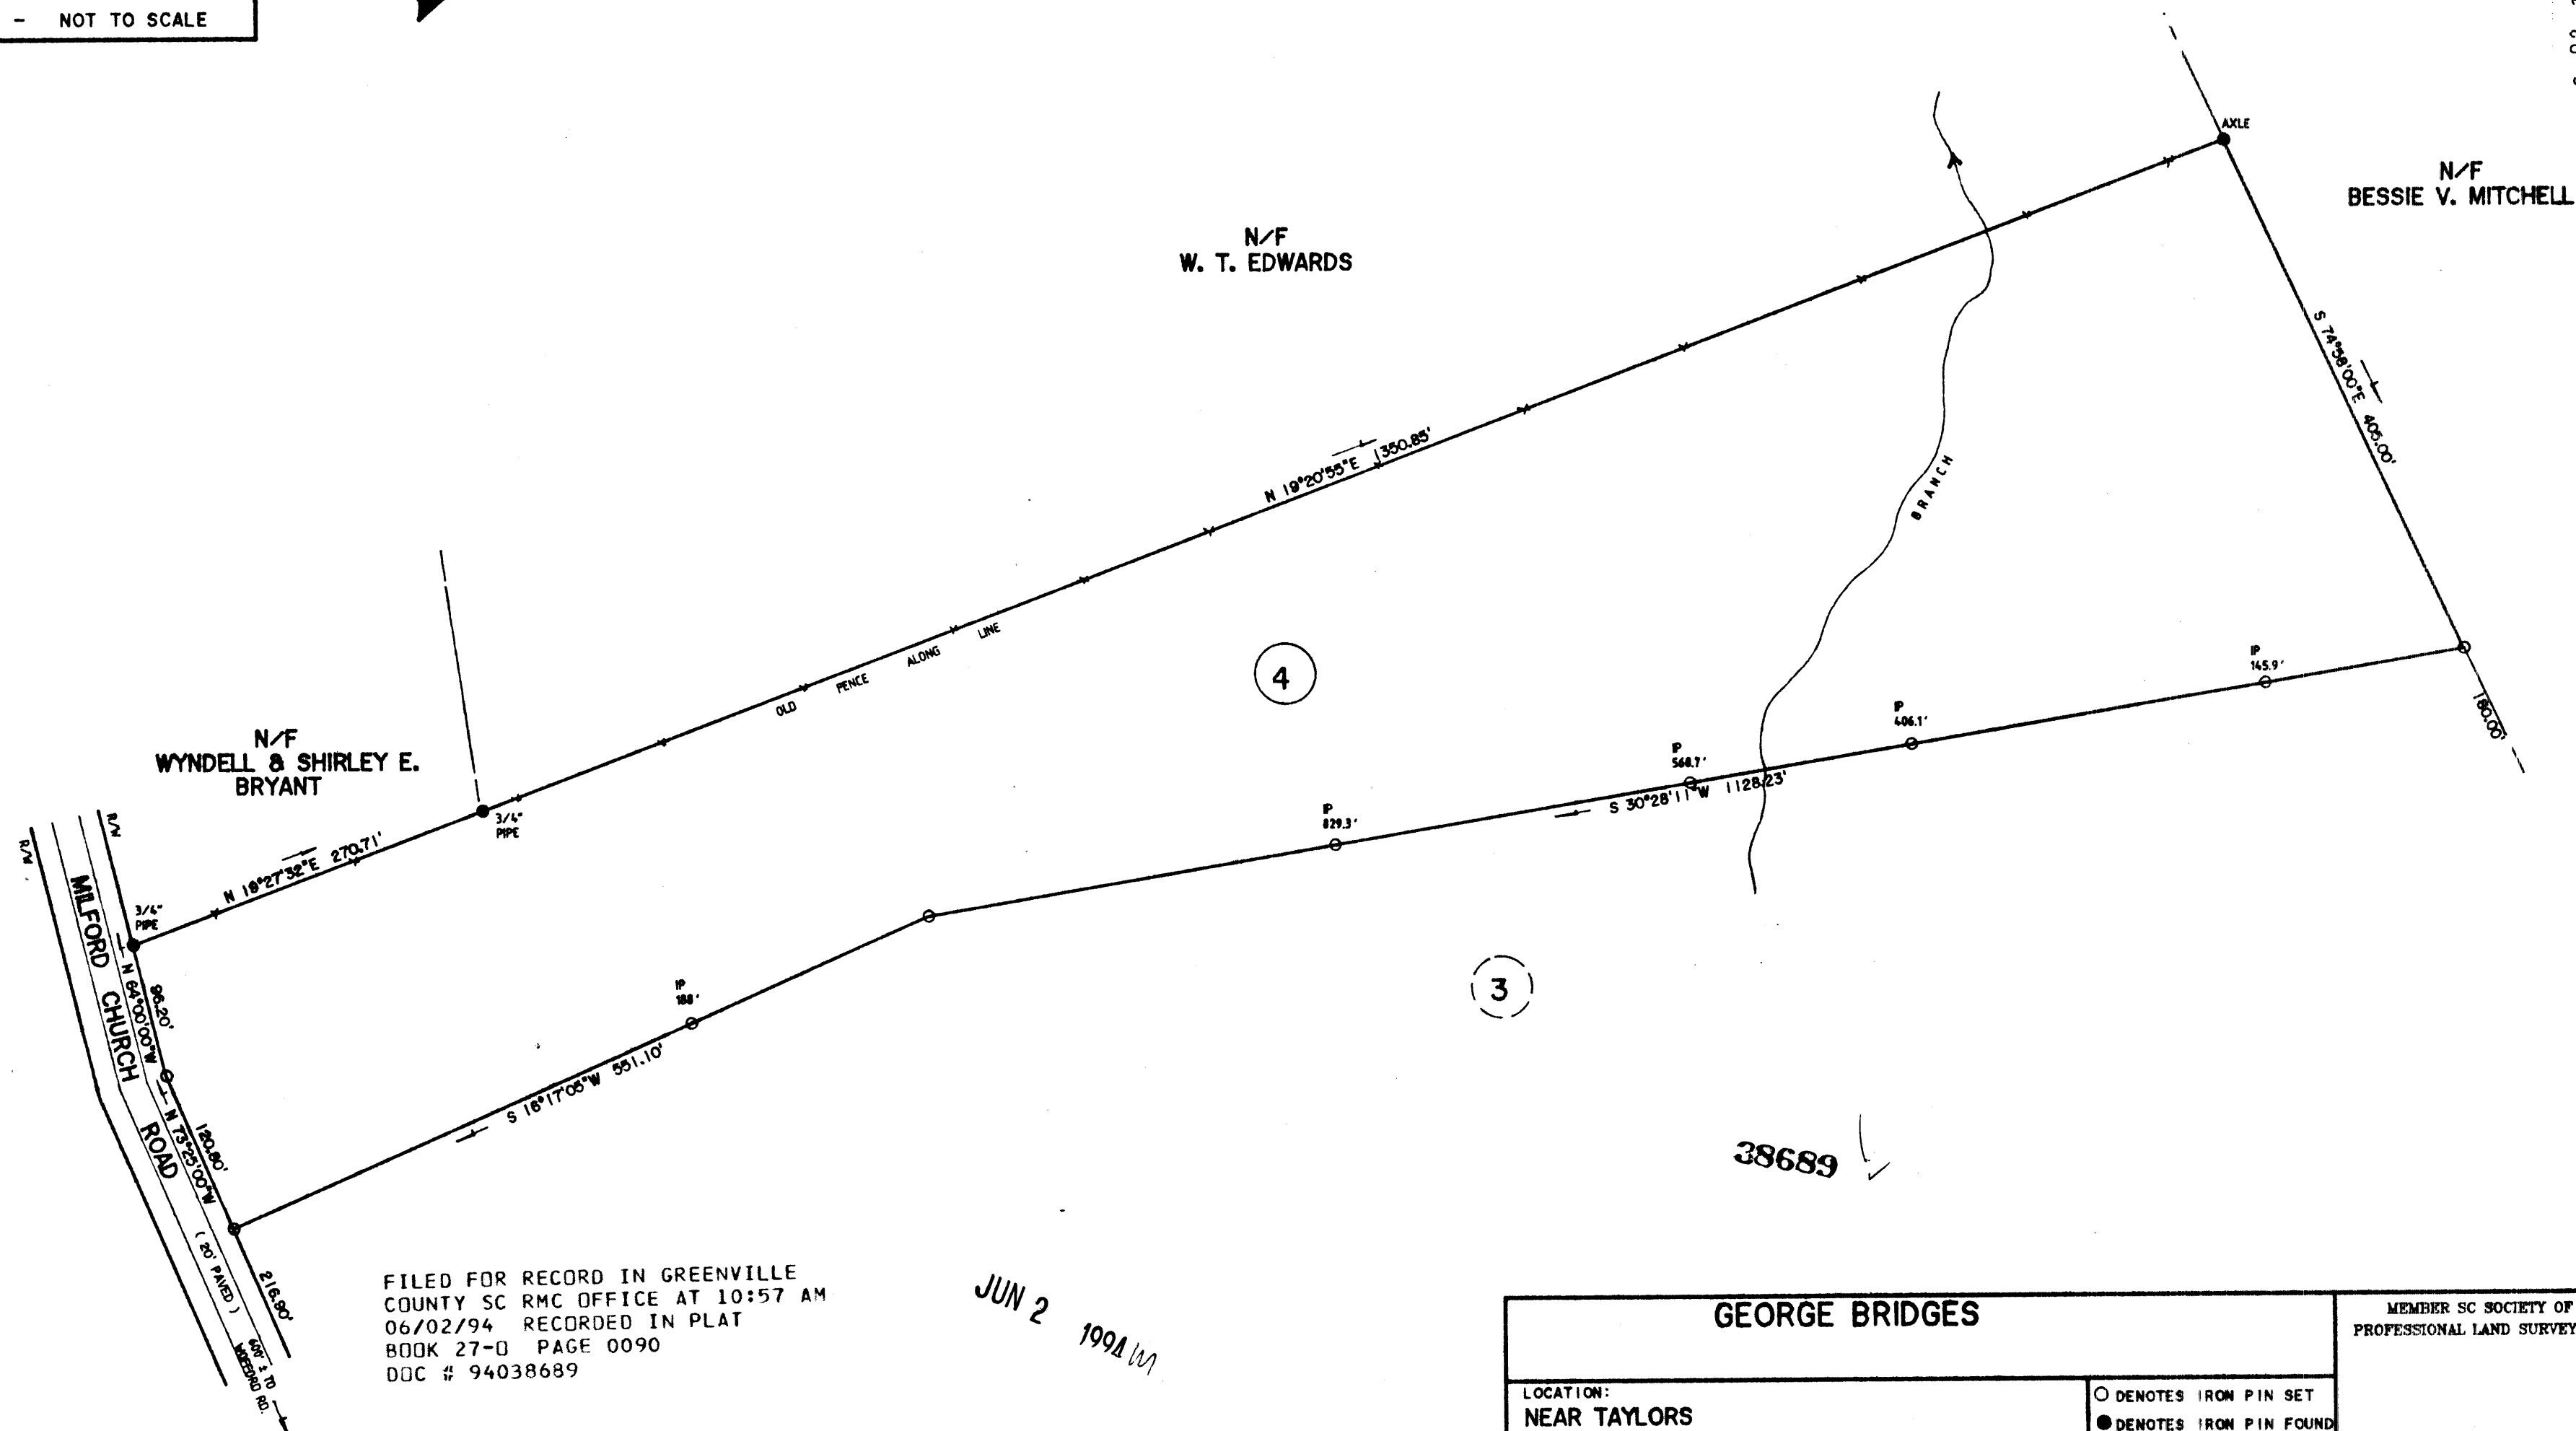 - NOT TO SCALE
AXLE
N/F
BESSIE V. MITCHELL
N/F
W. T. EDWARDS
S 74°58'00"E 405.00'
N 19°20'55"E 1350.85'
BRANCH
OLD FENCE ALONG LINE
4
IP
145.9'
180.00'
IP
406.1'
IP
568.7'
S 30°28'11"W 1128.23'
IP
829.3'
N/F
WYNDELL & SHIRLEY E.
BRYANT
3/4"
PIPE
R/W
R/W
N 19°27'32"E 270.71'
3/4"
PIPE
MILFORD CHURCH ROAD
N 64°00'00"W
96.20'
IP
188'
3
S 16°17'05"W 551.10'
N 73°25'00"W
120.80'
( 20' PAVED )
216.90'
600' ± TO
WOFFORD RD.
38689
FILED FOR RECORD IN GREENVILLE
COUNTY SC RMC OFFICE AT 10:57 AM
06/02/94 RECORDED IN PLAT
BOOK 27-O PAGE 0090
DOC # 94038689
JUN 2 1994
GEORGE BRIDGES
MEMBER SC SOCIETY OF
PROFESSIONAL LAND SURVEY
LOCATION:
NEAR TAYLORS
○ DENOTES IRON PIN SET
● DENOTES IRON PIN FOUND